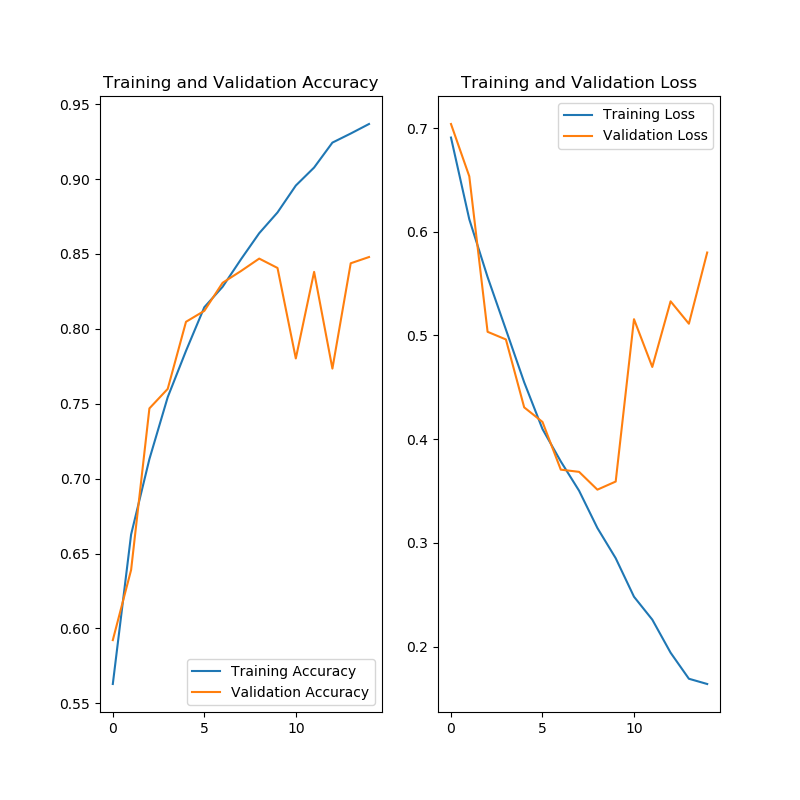 Training and Validation Accuracy
0.95
0.90
0.85
0.80
0.75
0.70
0.65
0.60
0.55
0 5 10
Training Accuracy
Validation Accuracy
Training and Validation Loss
0.7
0.6
0.5
0.4
0.3
0.2
0 5 10
Training Loss
Validation Loss